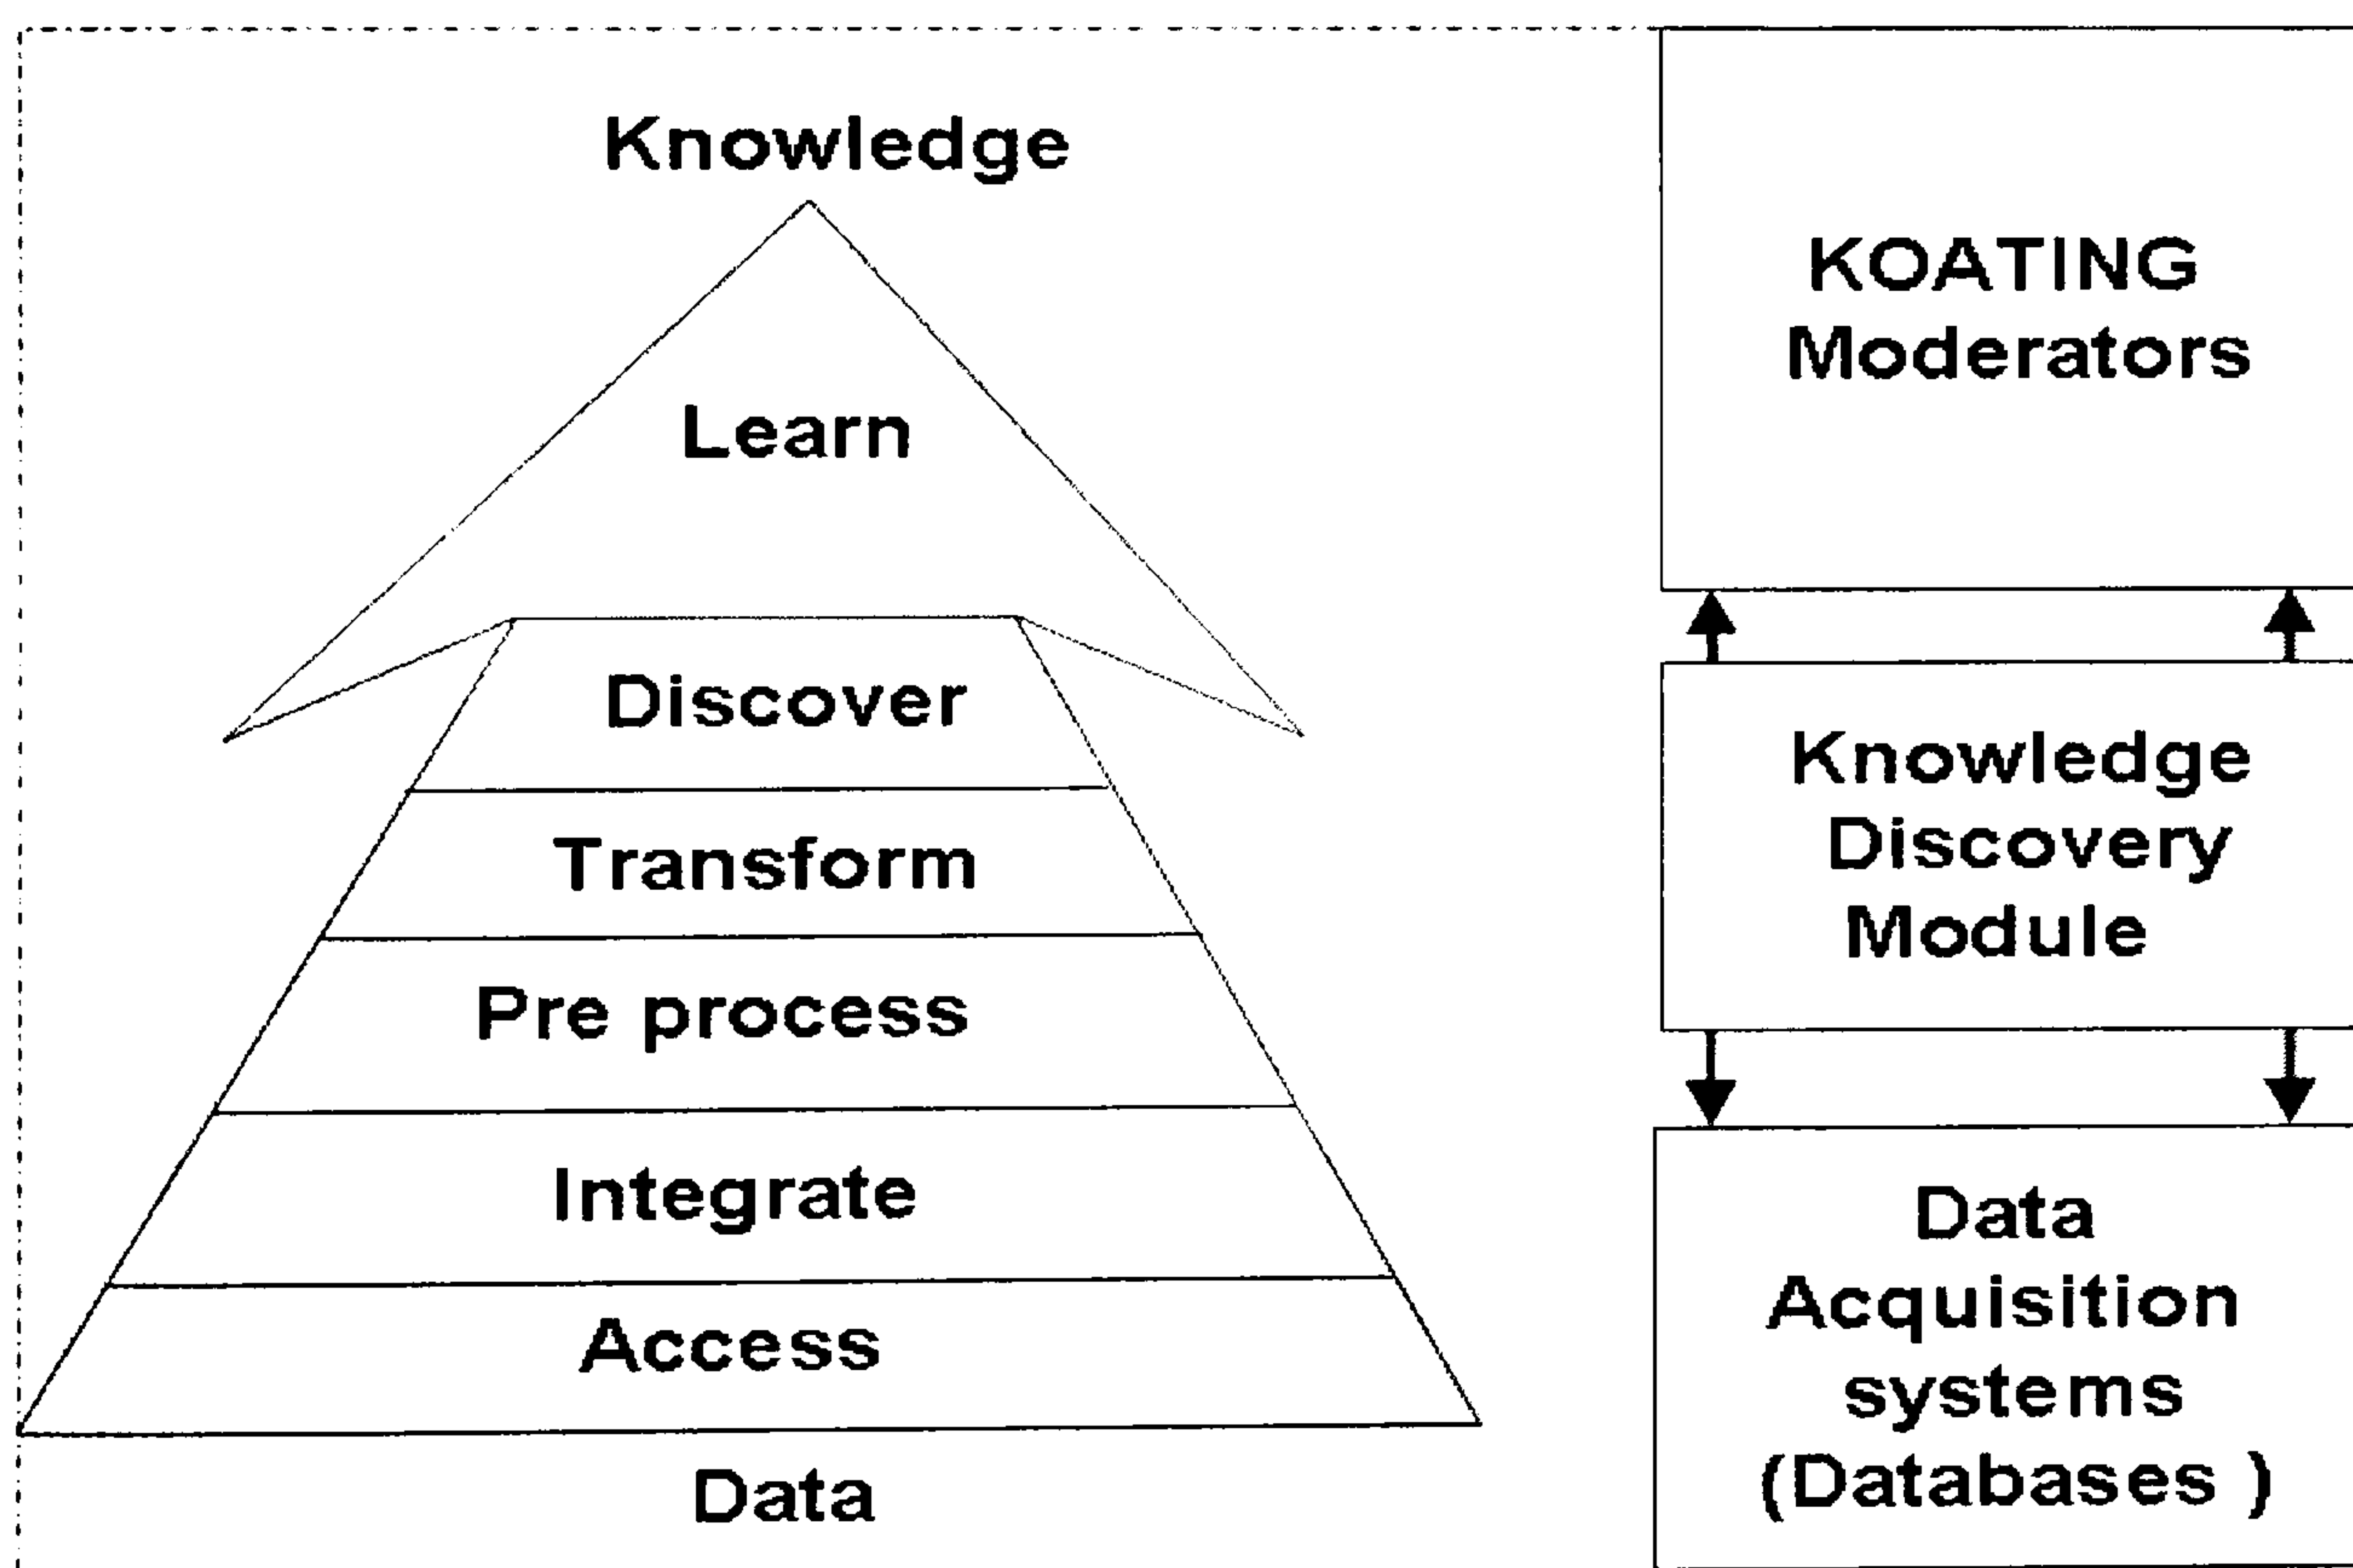 Knowledge
Learn
Discover
Transform
Pre process
Integrate
Access
Data
KOATING
Moderators
Knowledge
Discovery
Module
Data
Acquisition
systems
(Databases )